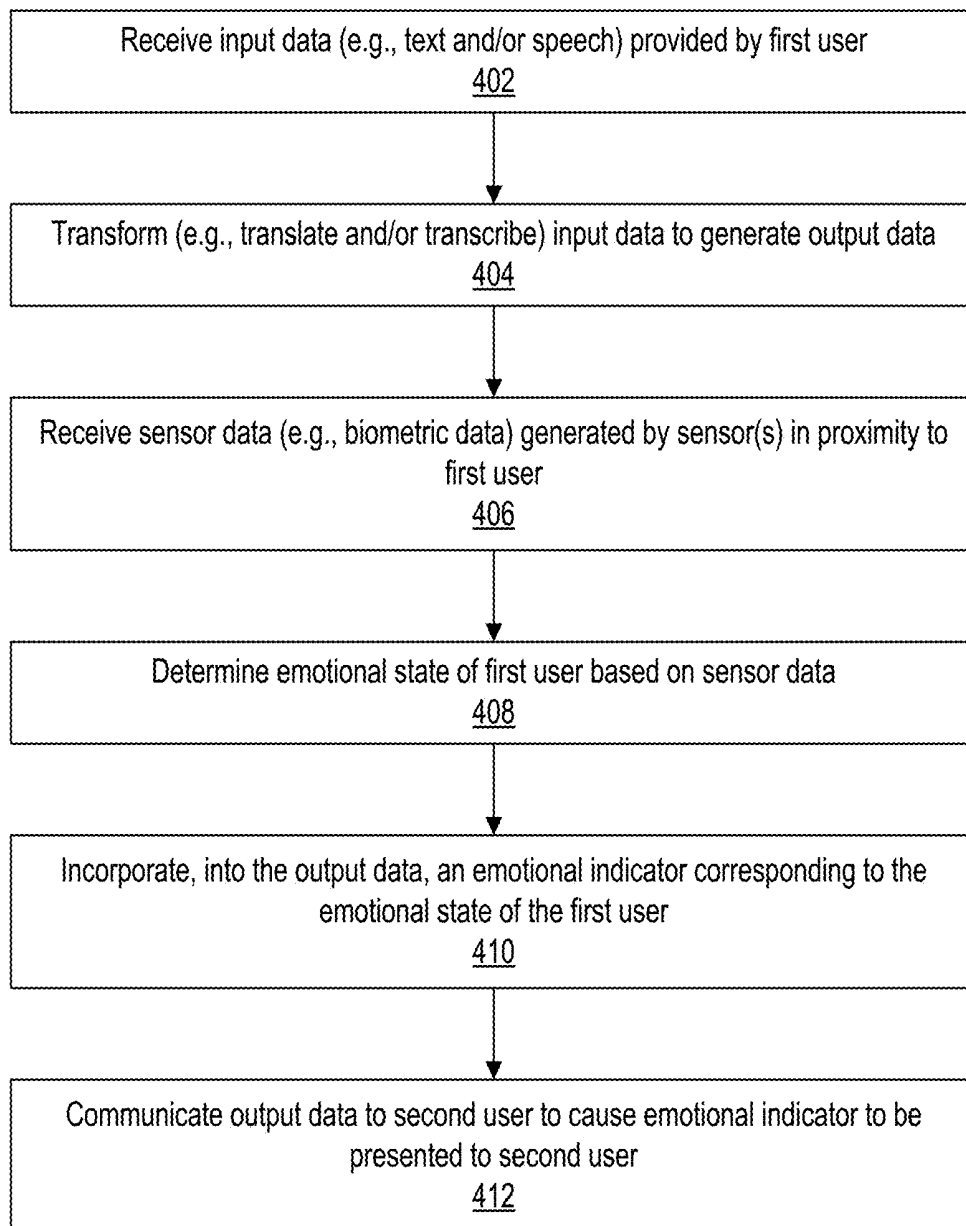 Receive input data (e.g., text and/or speech) provided by first user
402
Transform (e.g., translate and/or transcribe) input data to generate output data
404
Receive sensor data (e.g., biometric data) generated by sensor(s) in proximity to
first user
406
Determine emotional state of first user based on sensor data
408
Incorporate, into the output data, an emotional indicator corresponding to the
emotional state of the first user
410
Communicate output data to second user to cause emotional indicator to be
presented to second user
412